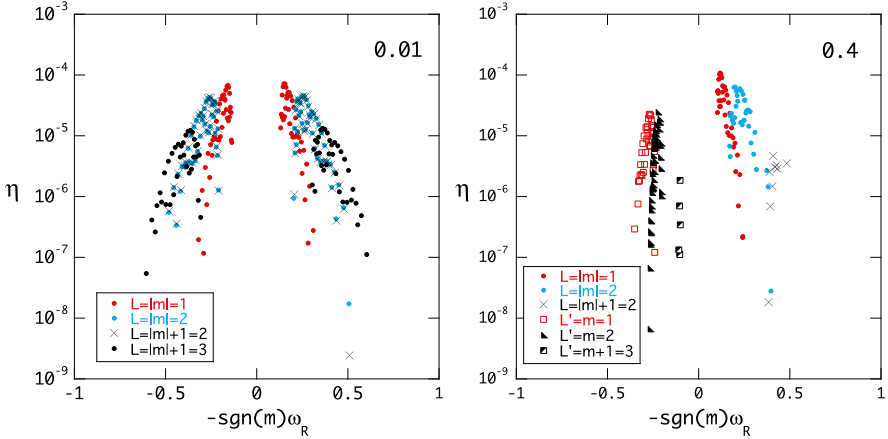 10⁻³
0.01
10⁻⁴
10⁻⁵
η
10⁻⁶
10⁻⁷
L=|m|=1
L=|m|=2
L=|m|+1=2
L=|m|+1=3
10⁻⁸
10⁻⁹
-1
-0.5
0
0.5
1
-sgn(m)ω_R
10⁻³
0.4
10⁻⁴
10⁻⁵
η
10⁻⁶
10⁻⁷
L=|m|=1
L=|m|=2
L=|m|+1=2
L'=m=1
L'=m=2
L'=m+1=3
10⁻⁸
10⁻⁹
-1
-0.5
0
0.5
1
-sgn(m)ω_R